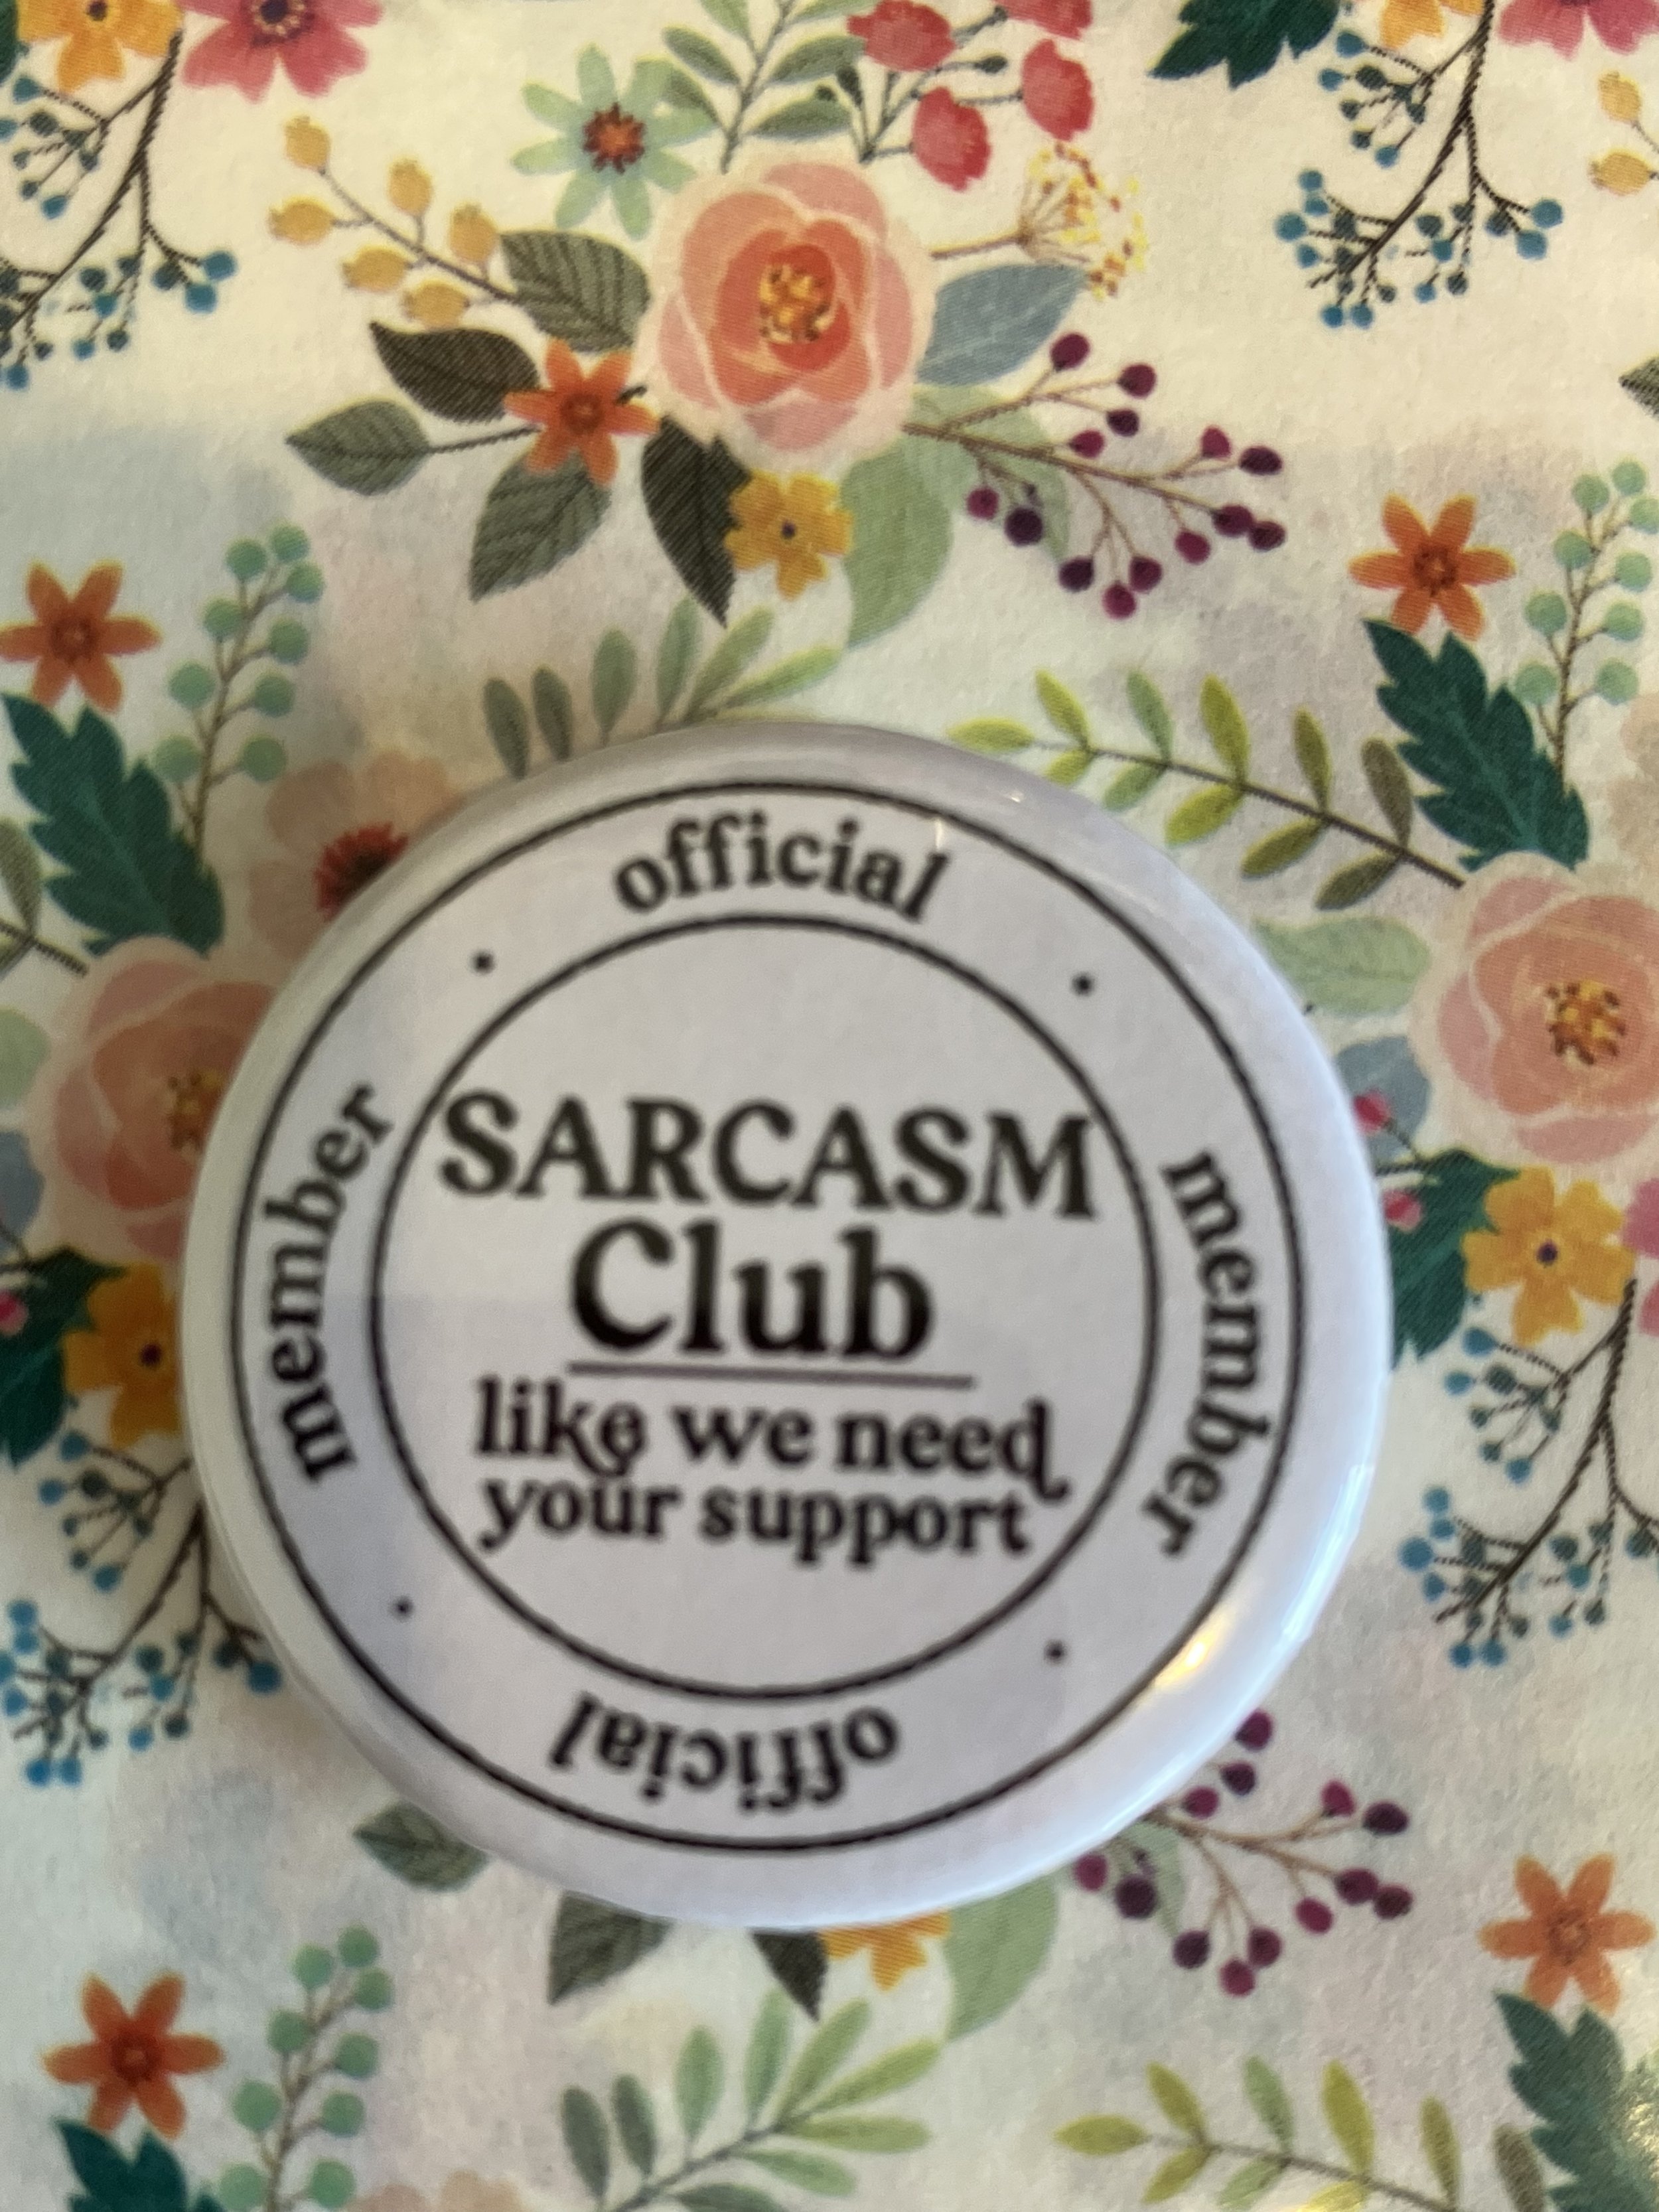 official
member
member
SARCASM
Club
like we need
your support
official